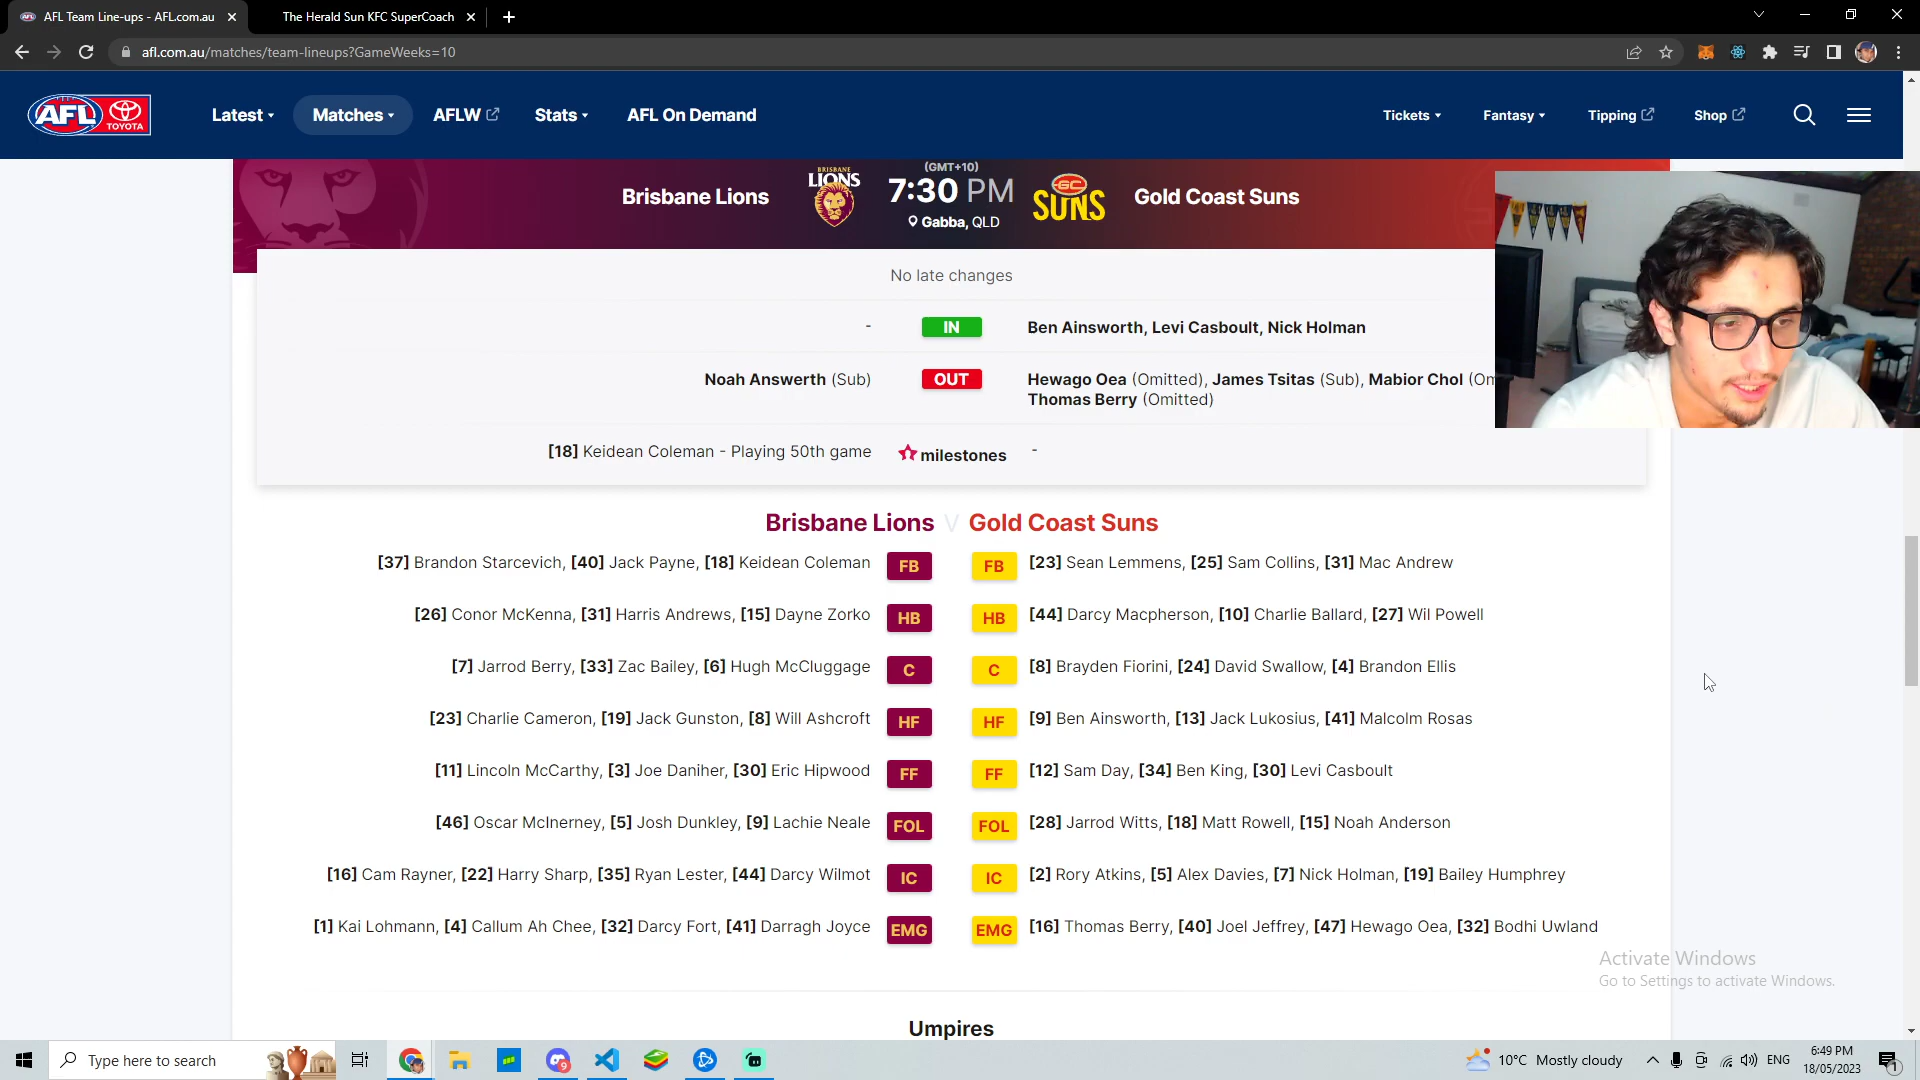 AFL Team Line-ups - AFL.com.au
The Herald Sun KFC SuperCoach
afl.com.au/matches/team-lineups?GameWeeks=10
AFL TOYOTA
Latest Matches AFLW Stats AFL On Demand
Tickets Fantasy Tipping Shop
(GMT+10)
Brisbane Lions BRISBANE LIONS 7:30 PM GC SUNS Gold Coast Suns
Gabba, QLD
No late changes
- IN Ben Ainsworth, Levi Casboult, Nick Holman
Noah Answerth (Sub) OUT Hewago Oea (Omitted), James Tsitas (Sub), Mabior Chol (Om
Thomas Berry (Omitted)
[18] Keidean Coleman - Playing 50th game milestones -
Brisbane Lions V Gold Coast Suns
[37] Brandon Starcevich, [40] Jack Payne, [18] Keidean Coleman FB FB [23] Sean Lemmens, [25] Sam Collins, [31] Mac Andrew
[26] Conor McKenna, [31] Harris Andrews, [15] Dayne Zorko HB HB [44] Darcy Macpherson, [10] Charlie Ballard, [27] Wil Powell
[7] Jarrod Berry, [33] Zac Bailey, [6] Hugh McCluggage C C [8] Brayden Fiorini, [24] David Swallow, [4] Brandon Ellis
[23] Charlie Cameron, [19] Jack Gunston, [8] Will Ashcroft HF HF [9] Ben Ainsworth, [13] Jack Lukosius, [41] Malcolm Rosas
[11] Lincoln McCarthy, [3] Joe Daniher, [30] Eric Hipwood FF FF [12] Sam Day, [34] Ben King, [30] Levi Casboult
[46] Oscar McInerney, [5] Josh Dunkley, [9] Lachie Neale FOL FOL [28] Jarrod Witts, [18] Matt Rowell, [15] Noah Anderson
[16] Cam Rayner, [22] Harry Sharp, [35] Ryan Lester, [44] Darcy Wilmot IC IC [2] Rory Atkins, [5] Alex Davies, [7] Nick Holman, [19] Bailey Humphrey
[1] Kai Lohmann, [4] Callum Ah Chee, [32] Darcy Fort, [41] Darragh Joyce EMG EMG [16] Thomas Berry, [40] Joel Jeffrey, [47] Hewago Oea, [32] Bodhi Uwland
Activate Windows
Go to Settings to activate Windows.
Umpires
Type here to search
9
10°C Mostly cloudy
ENG
6:49 PM
18/05/2023
1